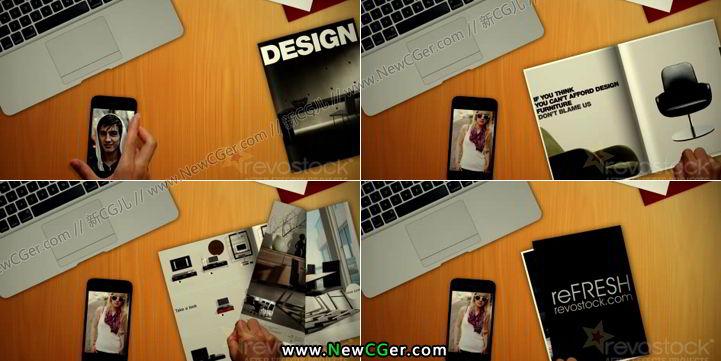 DESIGN
www.NewCGer.com // 新CG儿 // www.NewCGer.com // 新CG儿 // www.NewCGer.com
revostock
IF YOU THINK
YOU CAN'T AFFORD DESIGN
FURNITURE
DON'T BLAME US
revostock
Take a look
reFRESH
revostock.com
revostock
www.NewCGer.com